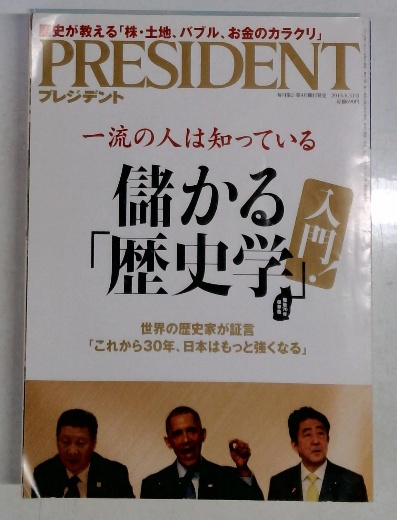 歴史が教える「株・土地、バブル、お金のカラクリ」
PRESIDENT
プレジデント
一流の人は知っている
儲かる
「歴史学」
入門!
世界の歴史家が証言
「これから30年、日本はもっと強くなる」